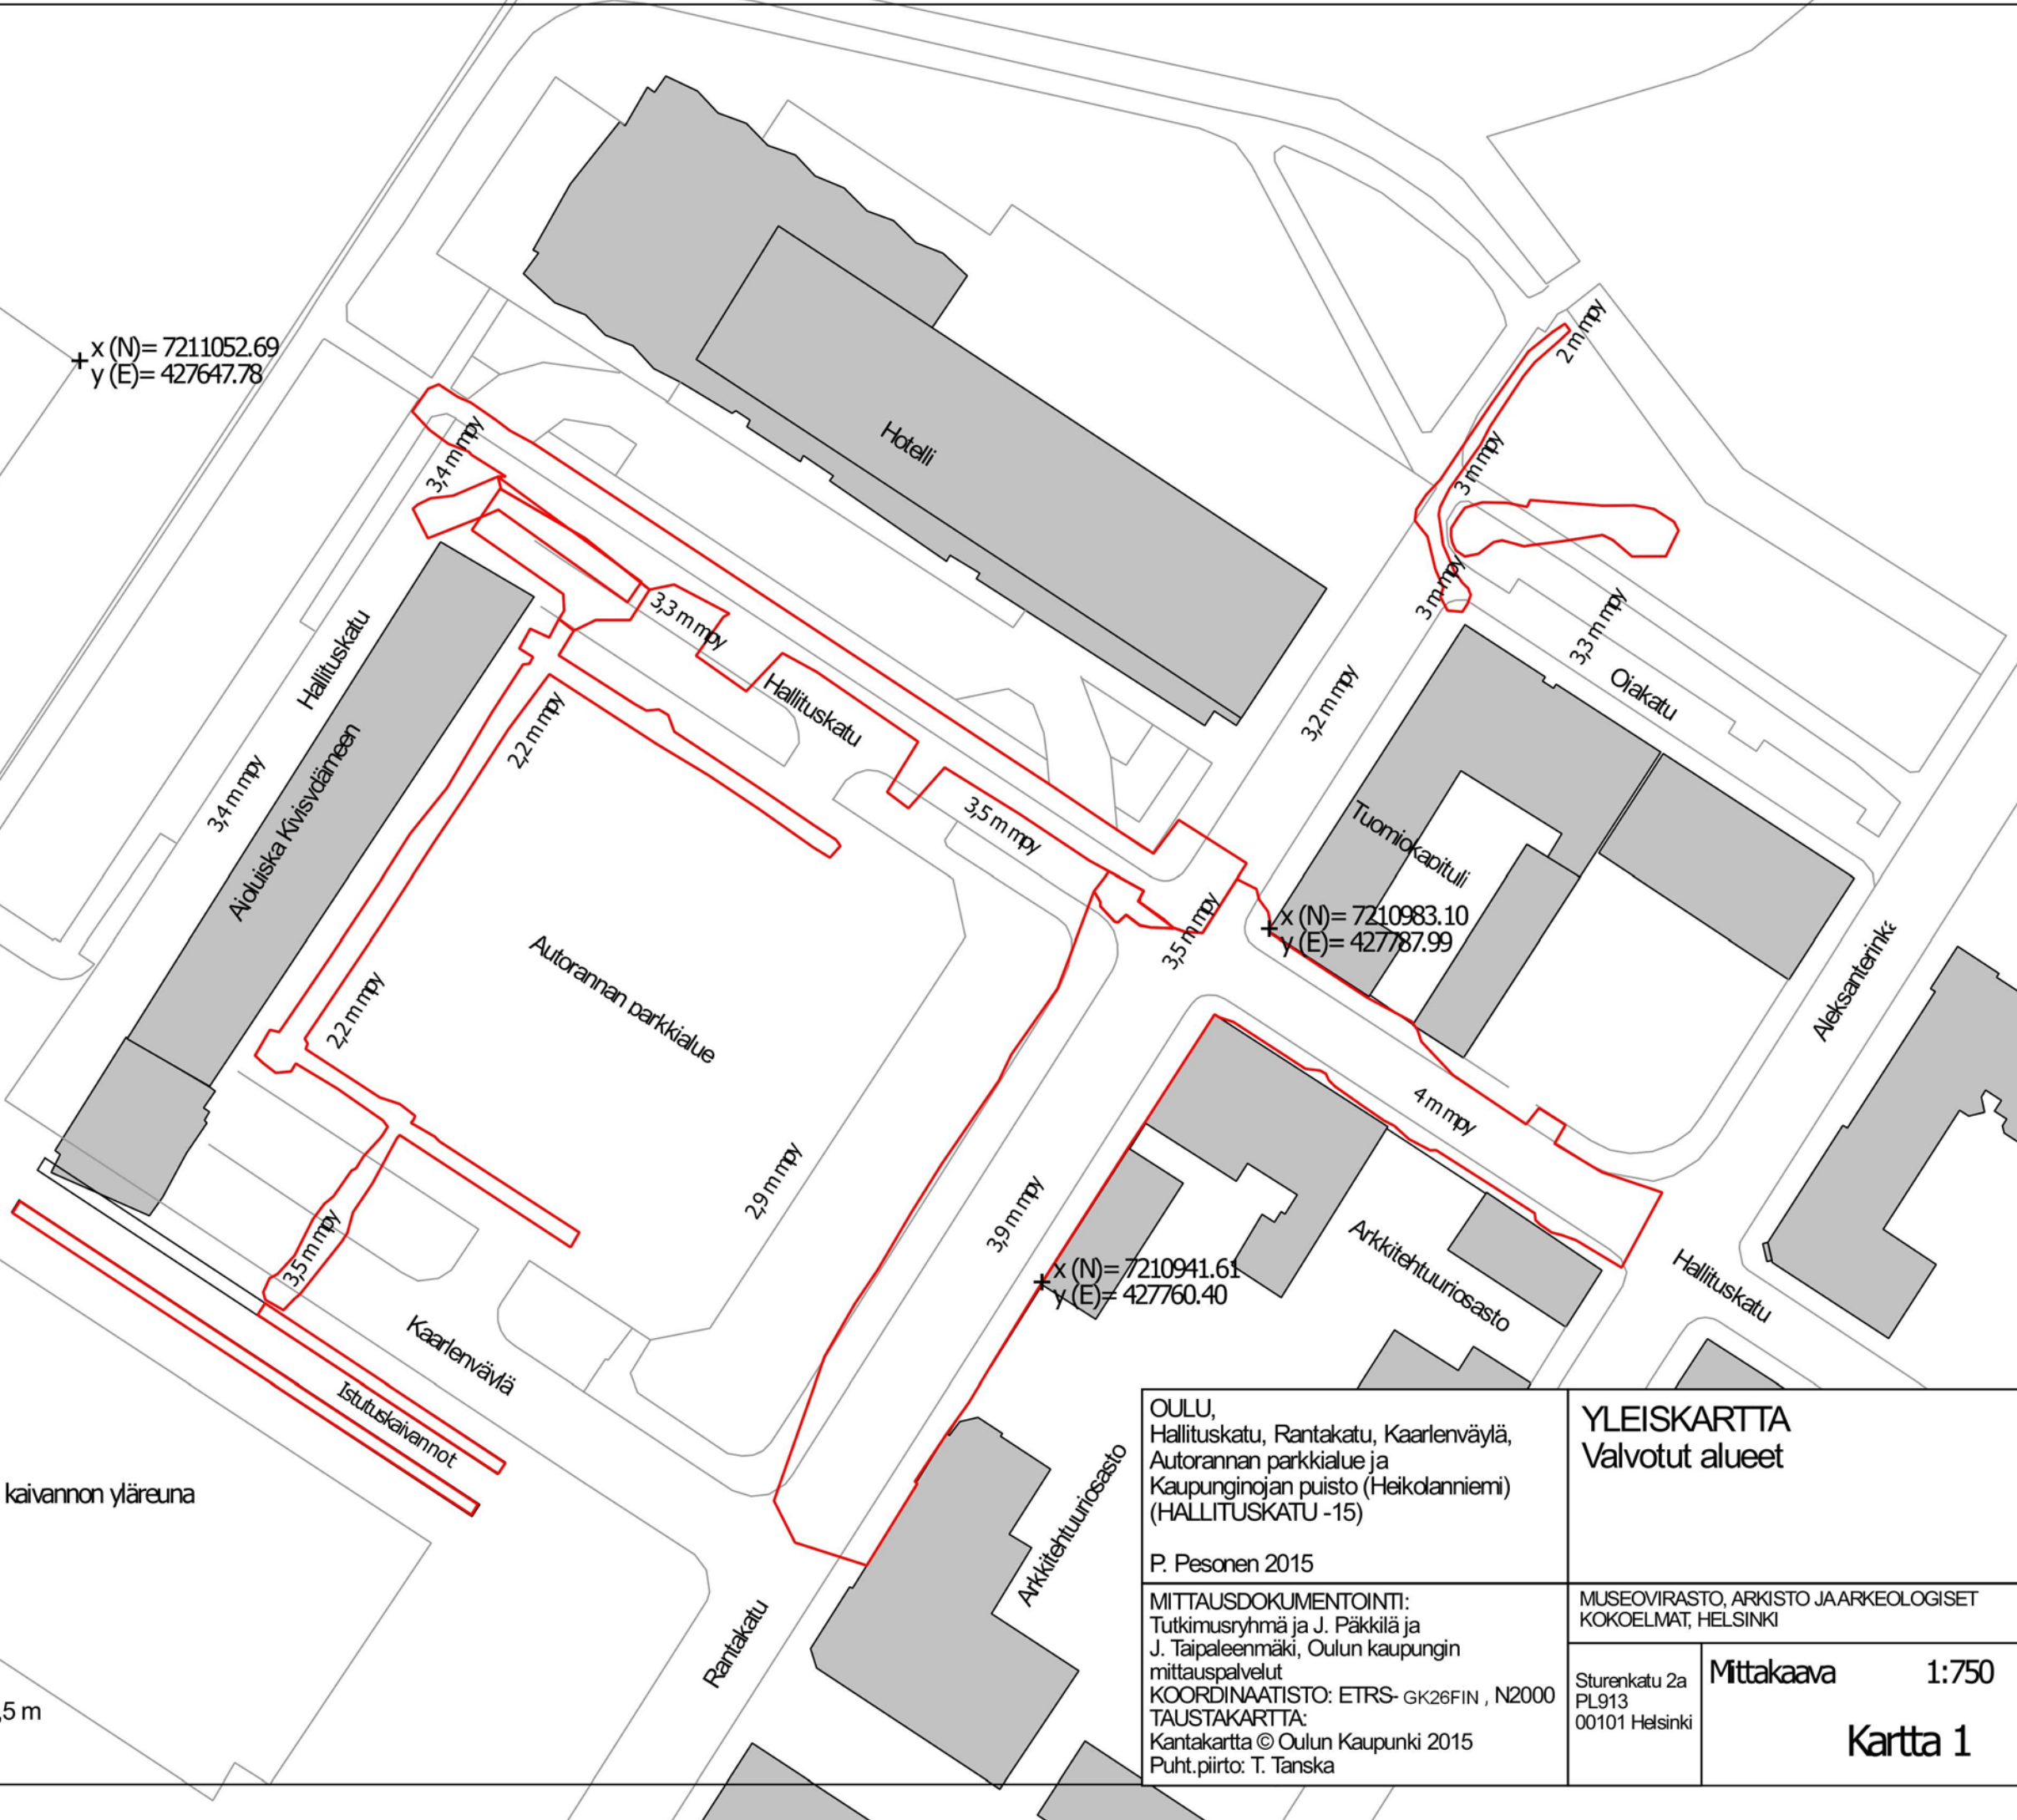 x (N)= 7211052.69
y (E)= 427647.78
2 m mpy
3,4 m mpy
Hotelli
3 m mpy
3 m mpy
3,3 m mpy
3,3 m mpy
Hallituskatu
Hallituskatu
Ojakatu
2,2 m mpy
3,2 m mpy
3,4 m mpy
Aioluiska Kivisydämeen
3,5 m mpy
Tuomiokapituli
3,5 m mpy
x (N)= 7210983.10
y (E)= 427787.99
Autorannan parkkialue
2,2 m mpy
4 m mpy
2,9 m mpy
3,9 m mpy
3,5 m mpy
x (N)= 7210941.61
y (E)= 427760.40
Arkkitehtuuriosasto
Hallituskatu
Kaarlenväylä
Istutuskaivannot
kaivannon yläreuna
Arkkitehtuuriosasto
Rantakatu
,5 m
OULU,
Hallituskatu, Rantakatu, Kaarlenväylä,
Autorannan parkkialue ja
Kaupunginojan puisto (Heikolanniemi)
(HALLITUSKATU -15)
P. Pesonen 2015
YLEISKARTTA
Valvotut alueet
MITTAUSDOKUMENTOINTI:
Tutkimusryhmä ja J. Päkkilä ja
J. Taipaleenmäki, Oulun kaupungin
mittauspalvelut
KOORDINAATISTO: ETRS- GK26FIN , N2000
TAUSTAKARTTA:
Kantakartta © Oulun Kaupunki 2015
Puht.piirto: T. Tanska
MUSEOVIRASTO, ARKISTO JA ARKEOLOGISET
KOKOELMAT, HELSINKI
Sturenkatu 2a
PL913
00101 Helsinki
Mittakaava 1:750
Kartta 1